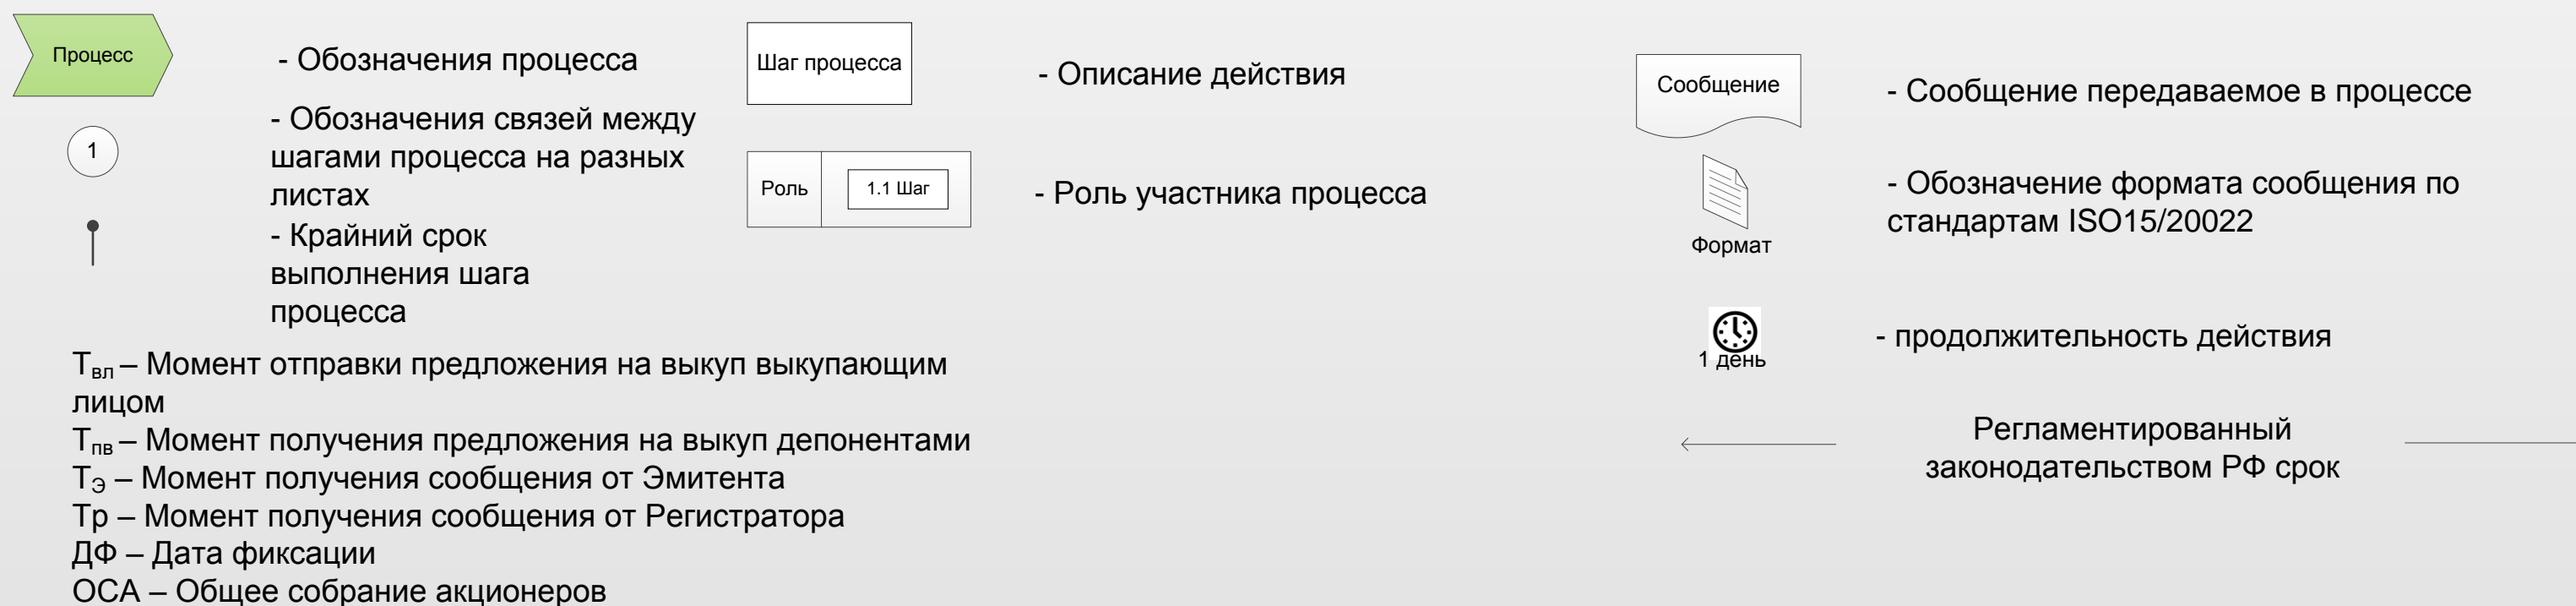 Процесс
- Обозначения процесса
1
- Обозначения связей между
шагами процесса на разных
листах
- Крайний срок
выполнения шага
процесса
Шаг процесса
- Описание действия
Роль
1.1 Шаг
- Роль участника процесса
Сообщение
- Сообщение передаваемое в процессе
Формат
- Обозначение формата сообщения по
стандартам ISO15/20022
1 день
- продолжительность действия
Регламентированный
законодательством РФ срок
Твл – Момент отправки предложения на выкуп выкупающим
лицом
Тпв – Момент получения предложения на выкуп депонентами
ТЭ – Момент получения сообщения от Эмитента
Тр – Момент получения сообщения от Регистратора
ДФ – Дата фиксации
ОСА – Общее собрание акционеров